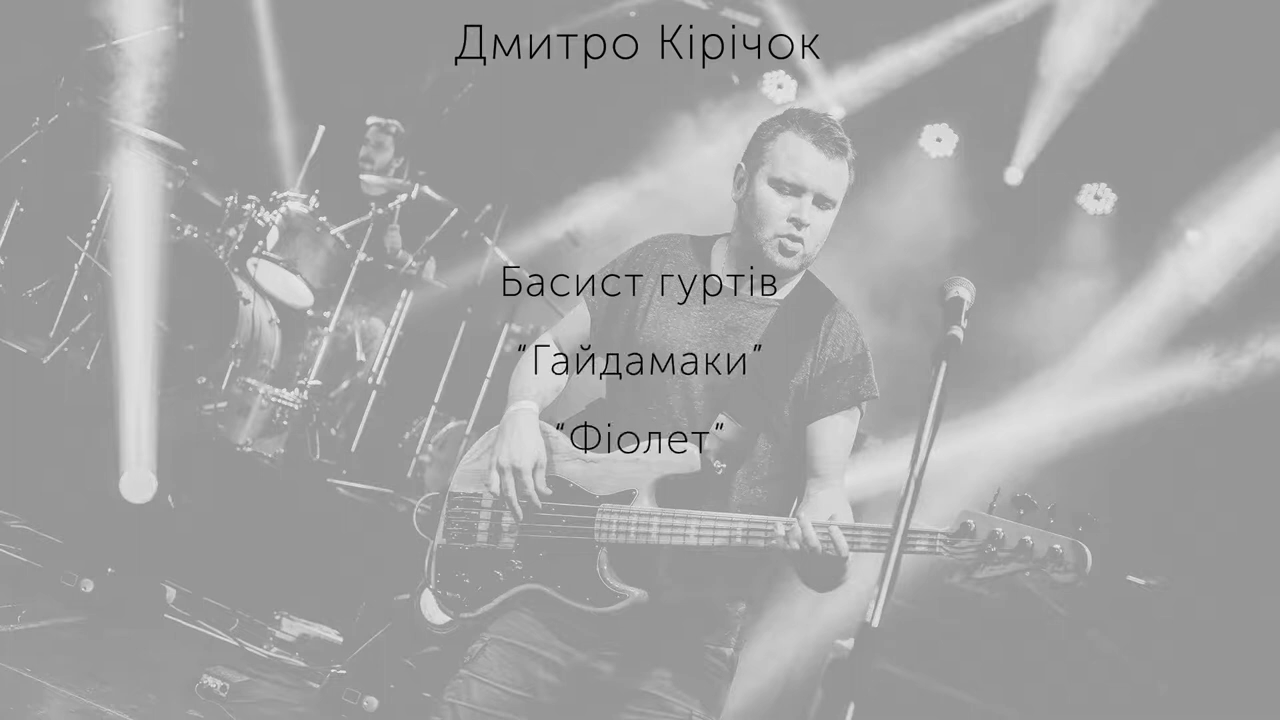 Дмитро Кірічок
Басист гуртів
“Гайдамаки”
“Фіолет”